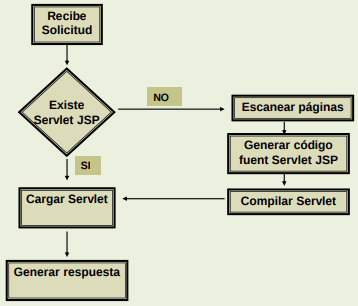 Recibe
Solicitud
Existe
Servlet JSP
NO
SI
Escanear páginas
Generar código
fuent Servlet JSP
Compilar Servlet
Cargar Servlet
Generar respuesta